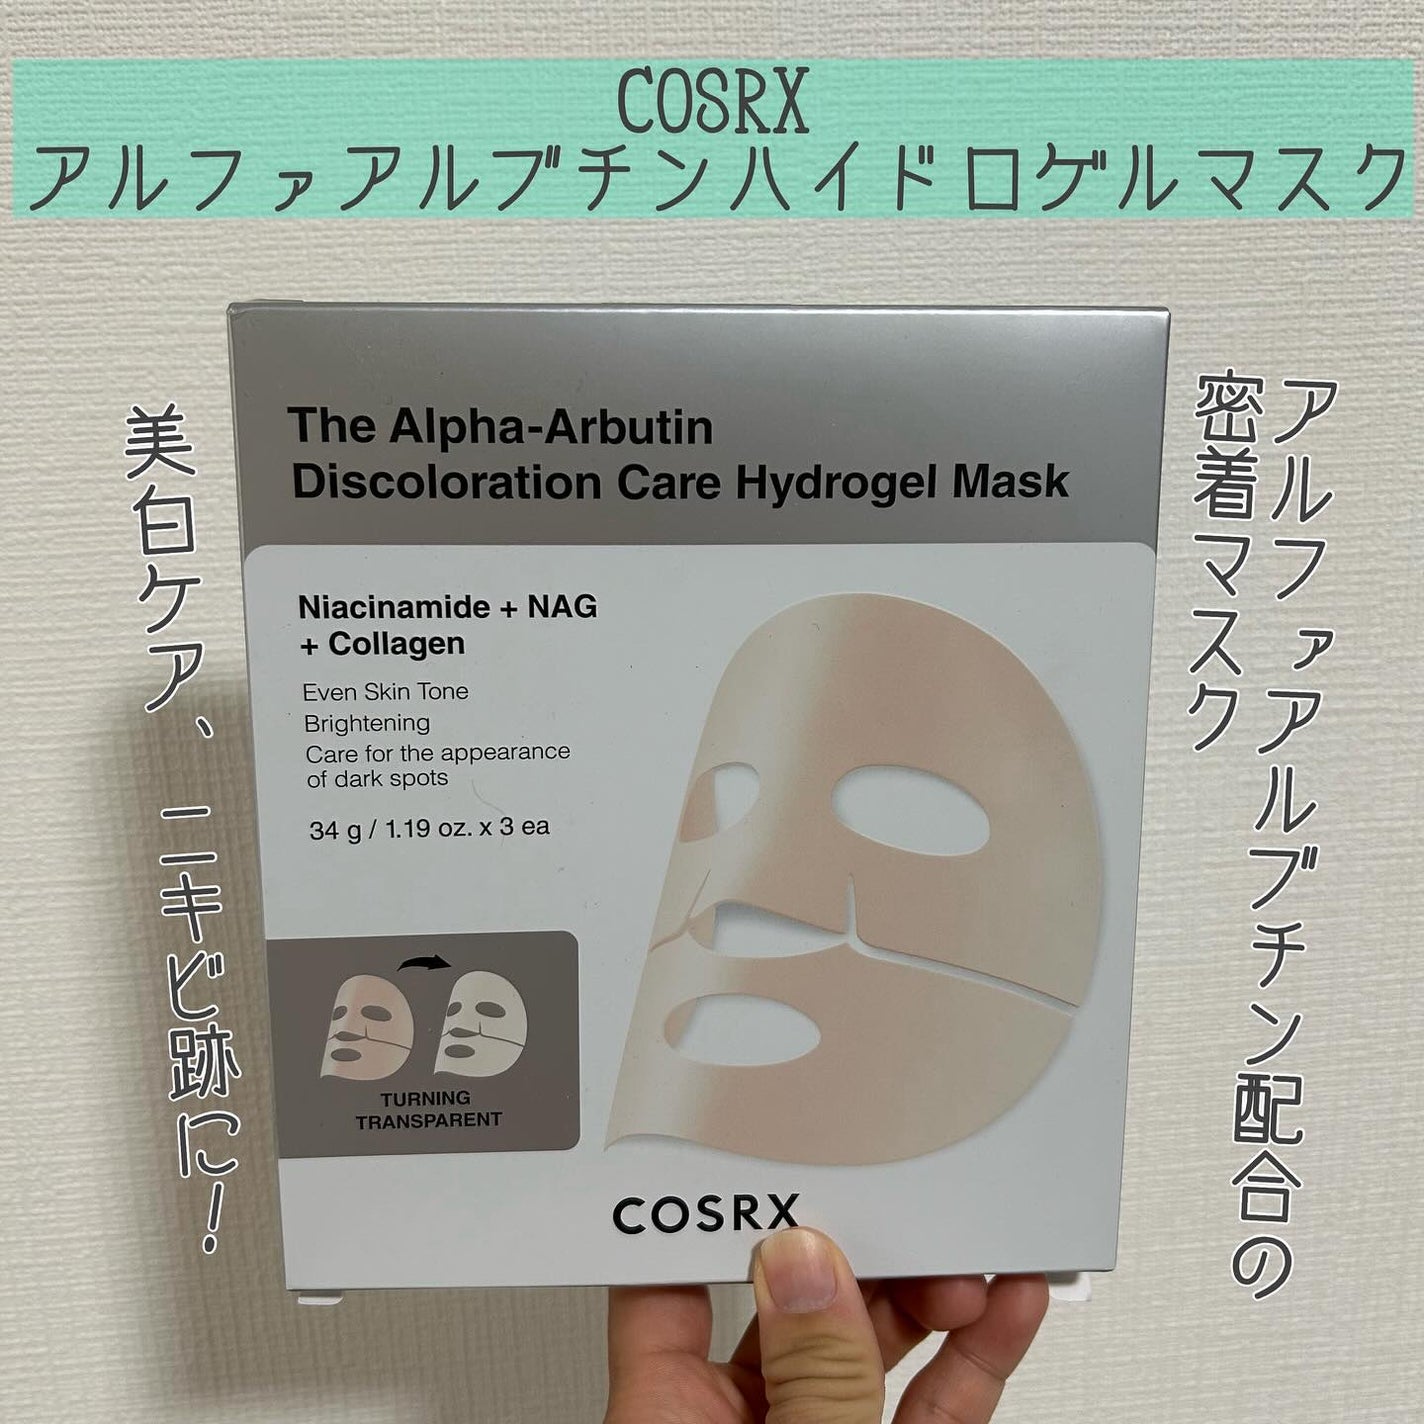 COSRX
アルファアルブチンハイドロゲルマスク
The Alpha-Arbutin
Discoloration Care Hydrogel Mask
Niacinamide + NAG
+ Collagen
Even Skin Tone
Brightening
Care for the appearance
of dark spots
34 g / 1.19 oz. x 3 ea
TURNING
TRANSPARENT
COSRX
アルファアルブチン配合の
密着マスク
美白ケア、ニキビ跡に！